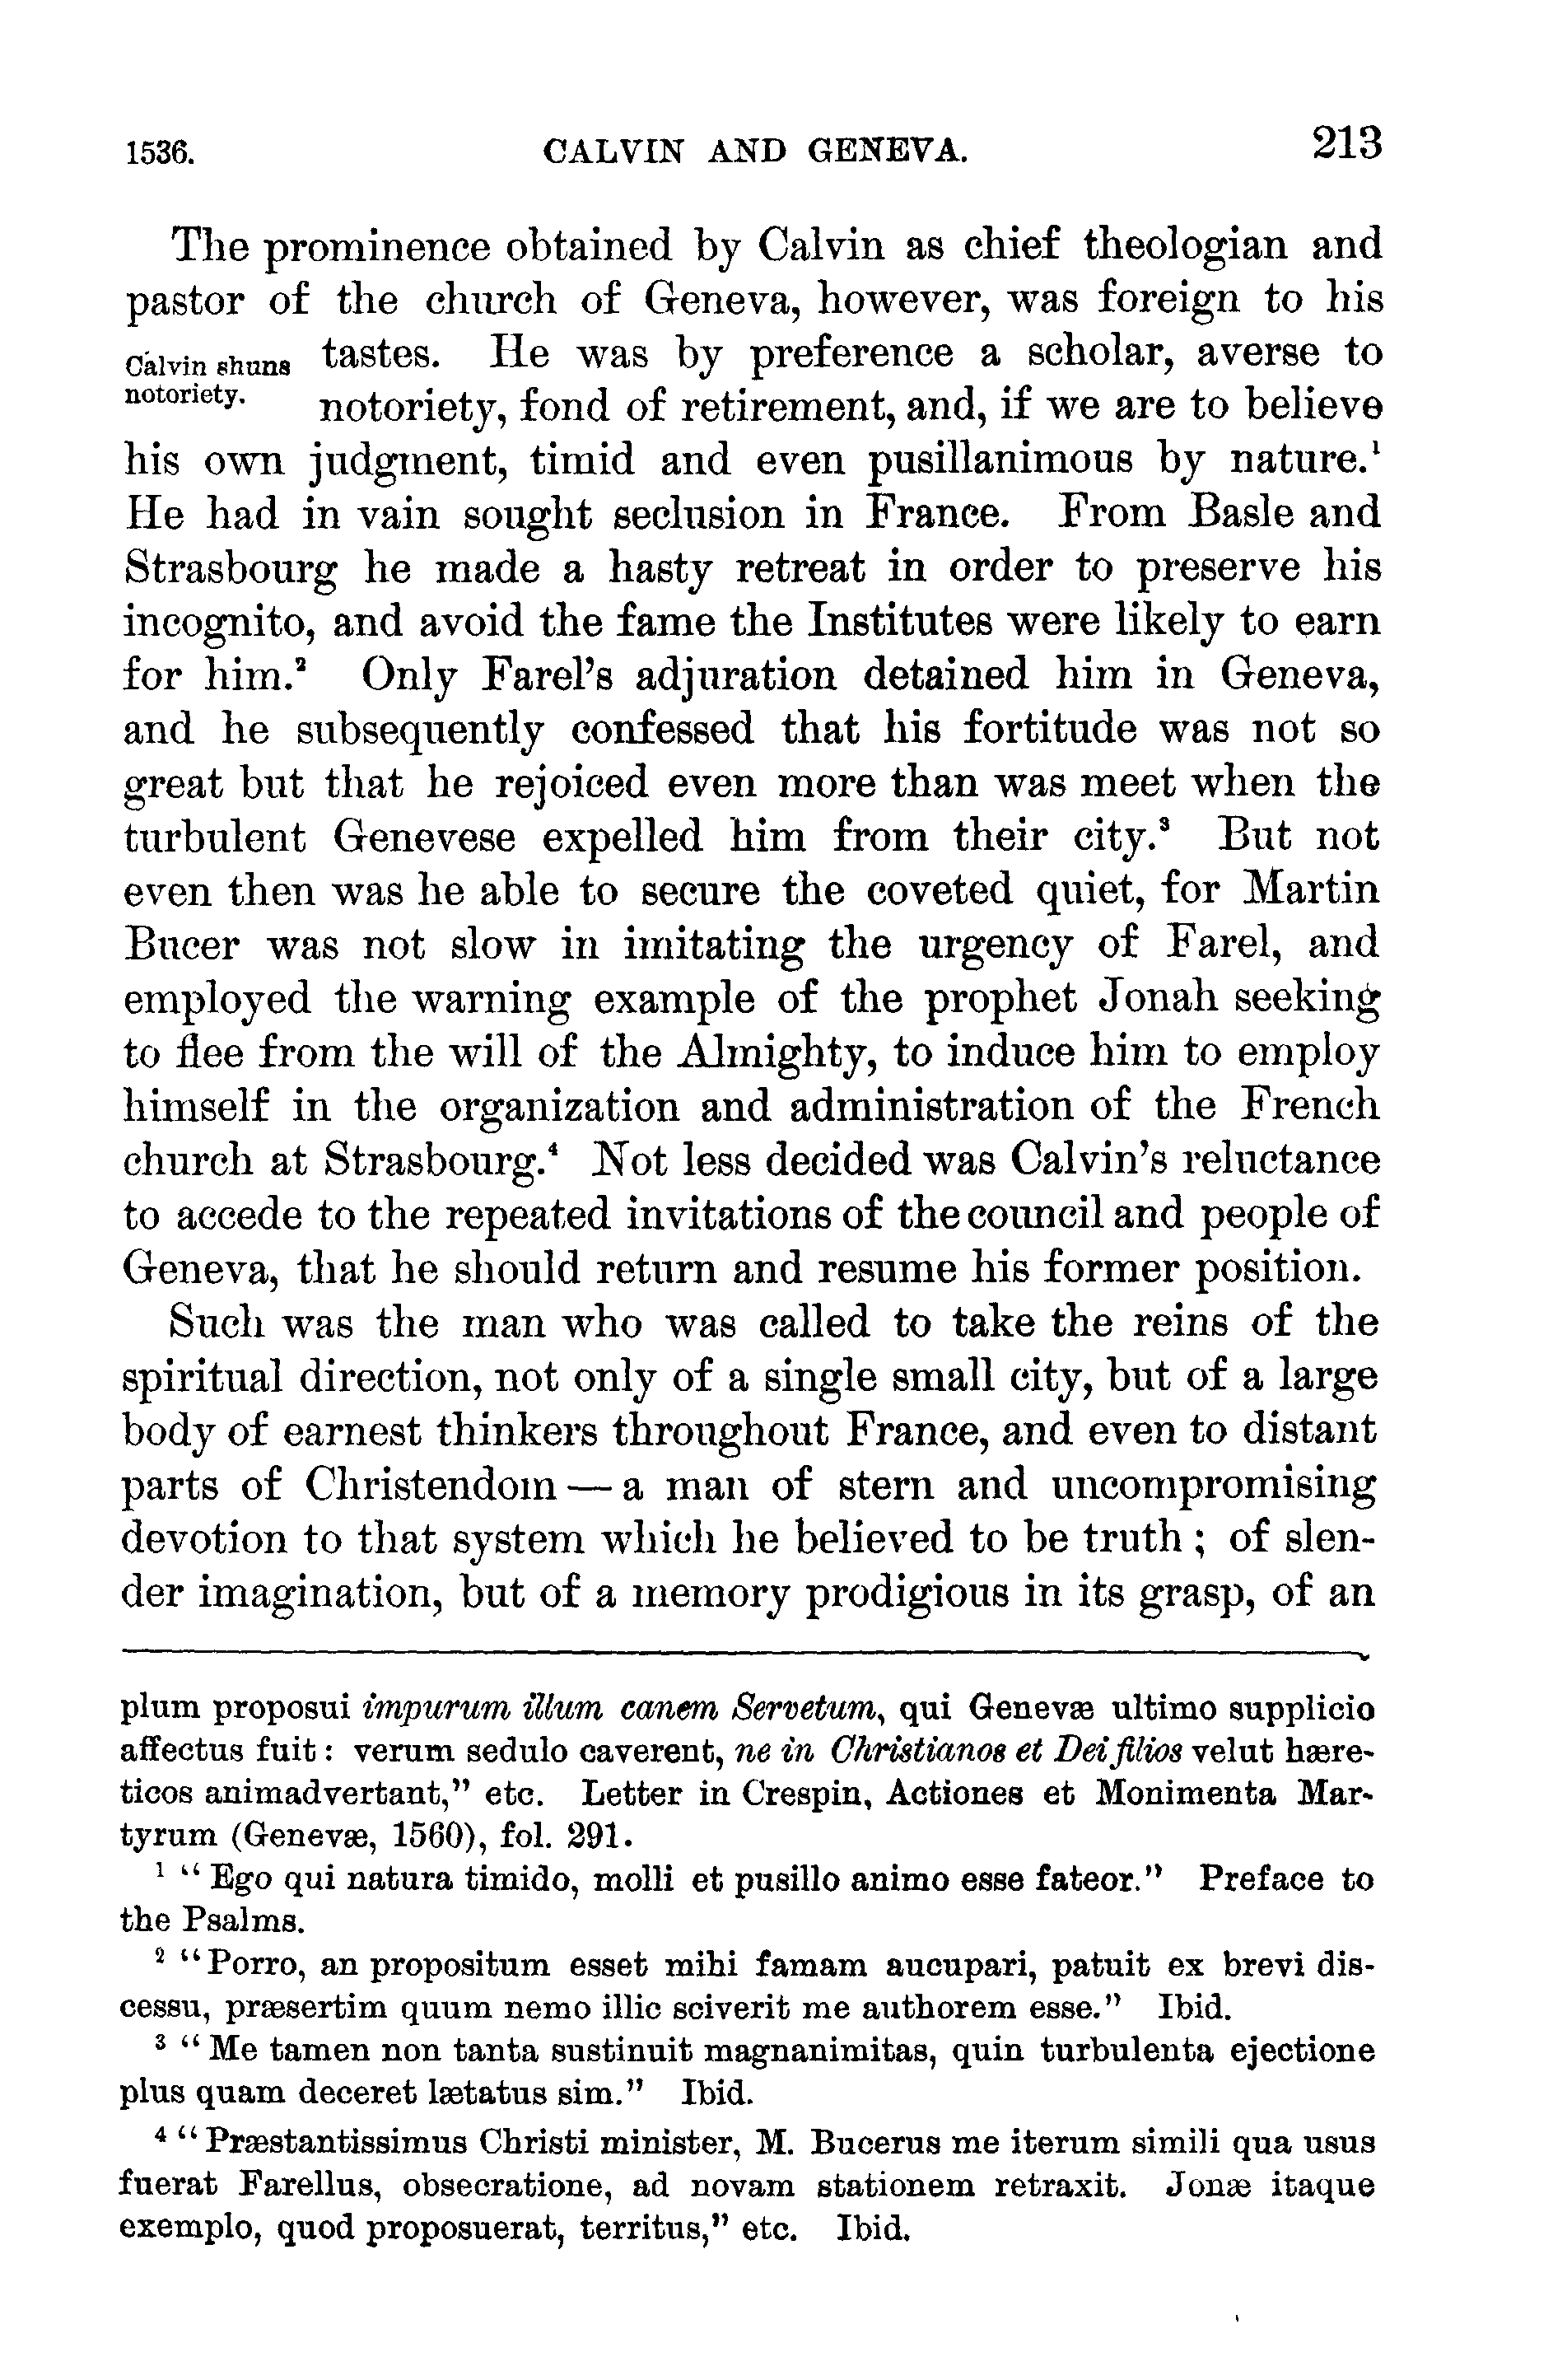 1536. CALVIN AND GENEVA. 213
The prominence obtained by Calvin as chief theologian and
pastor of the church of Geneva, however, was foreign to his
Calvin shuns
notoriety.
tastes. He was by preference a scholar, averse to
notoriety, fond of retirement, and, if we are to believe
his own judgment, timid and even pusillanimous by nature.¹
He had in vain sought seclusion in France. From Basle and
Strasbourg he made a hasty retreat in order to preserve his
incognito, and avoid the fame the Institutes were likely to earn
for him.² Only Farel's adjuration detained him in Geneva,
and he subsequently confessed that his fortitude was not so
great but that he rejoiced even more than was meet when the
turbulent Genevese expelled him from their city.³ But not
even then was he able to secure the coveted quiet, for Martin
Bucer was not slow in imitating the urgency of Farel, and
employed the warning example of the prophet Jonah seeking
to flee from the will of the Almighty, to induce him to employ
himself in the organization and administration of the French
church at Strasbourg.⁴ Not less decided was Calvin's reluctance
to accede to the repeated invitations of the council and people of
Geneva, that he should return and resume his former position.
Such was the man who was called to take the reins of the
spiritual direction, not only of a single small city, but of a large
body of earnest thinkers throughout France, and even to distant
parts of Christendom — a man of stern and uncompromising
devotion to that system which he believed to be truth; of slen-
der imagination, but of a memory prodigious in its grasp, of an
plum proposui impurum illum canem Servetum, qui Genevæ ultimo supplicio
affectus fuit: verum sedulo caverent, ne in Christianos et Dei filios velut hære-
ticos animadvertant," etc. Letter in Crespin, Actiones et Monimenta Mar-
tyrum (Genevæ, 1560), fol. 291.
¹ "Ego qui natura timido, molli et pusillo animo esse fateor." Preface to
the Psalms.
² "Porro, an propositum esset mihi famam aucupari, patuit ex brevi dis-
cessu, præsertim quum nemo illic sciverit me authorem esse." Ibid.
³ "Me tamen non tanta sustinuit magnanimitas, quin turbulenta ejectione
plus quam deceret lætatus sim." Ibid.
⁴ "Præstantissimus Christi minister, M. Bucerus me iterum simili qua usus
fuerat Farellus, obsecratione, ad novam stationem retraxit. Jonæ itaque
exemplo, quod proposuerat, territus," etc. Ibid.